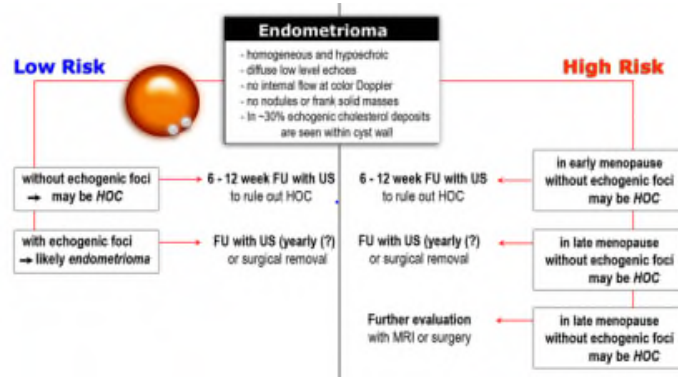 Endometrioma
- homogeneous and hypoechoic
- diffuse low level echoes
- no internal flow at color Doppler
- no nodules or frank solid masses
- In ~30% echogenic cholesterol deposits
are seen within cyst wall
Low Risk
without echogenic foci
→ may be HOC
6 - 12 week FU with US
to rule out HOC
with echogenic foci
→ likely endometrioma
FU with US (yearly (?)
or surgical removal
High Risk
6 - 12 week FU with US
to rule out HOC
in early menopause
without echogenic foci
may be HOC
FU with US (yearly (?)
or surgical removal
in late menopause
without echogenic foci
may be HOC
Further evaluation
with MRI or surgery
in late menopause
without echogenic foci
may be HOC